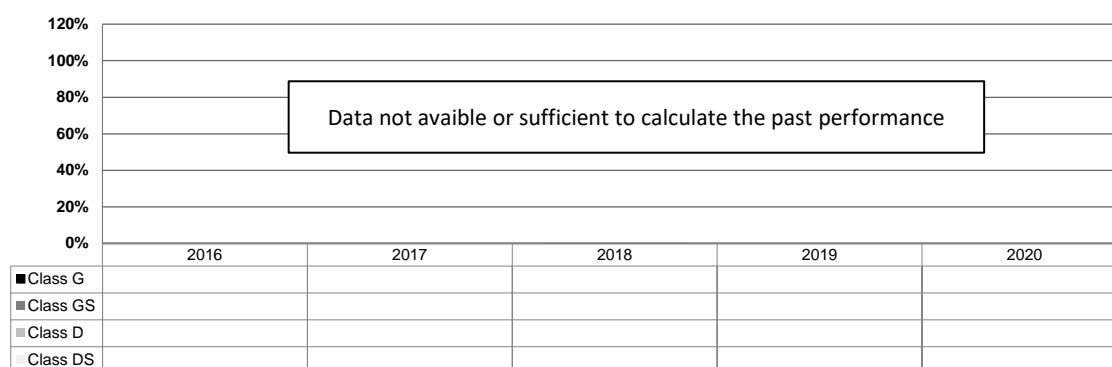 120%
100%
80%
60%
40%
20%
0%
Data not avaible or sufficient to calculate the past performance
2016 2017 2018 2019 2020
Class G
Class GS
Class D
Class DS